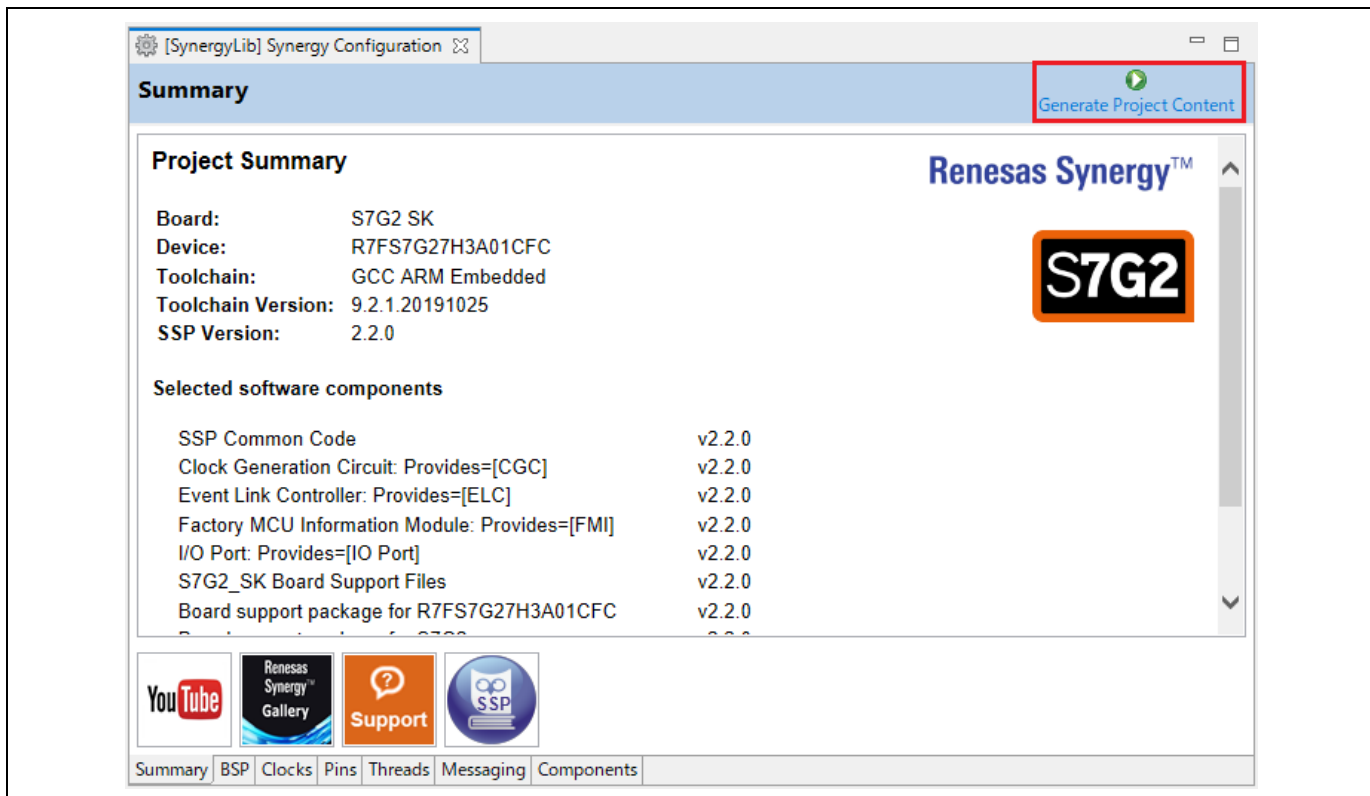 [SynergyLib] Synergy Configuration
Summary
Generate Project Content
Project Summary
Renesas Synergy™
Board: S7G2 SK
Device: R7FS7G27H3A01CFC
Toolchain: GCC ARM Embedded
Toolchain Version: 9.2.1.20191025
SSP Version: 2.2.0
S7G2
Selected software components
SSP Common Code v2.2.0
Clock Generation Circuit: Provides=[CGC] v2.2.0
Event Link Controller: Provides=[ELC] v2.2.0
Factory MCU Information Module: Provides=[FMI] v2.2.0
I/O Port: Provides=[IO Port] v2.2.0
S7G2_SK Board Support Files v2.2.0
Board support package for R7FS7G27H3A01CFC v2.2.0
YouTube
Renesas
Synergy™
Gallery
?
Support
SSP
Summary BSP Clocks Pins Threads Messaging Components